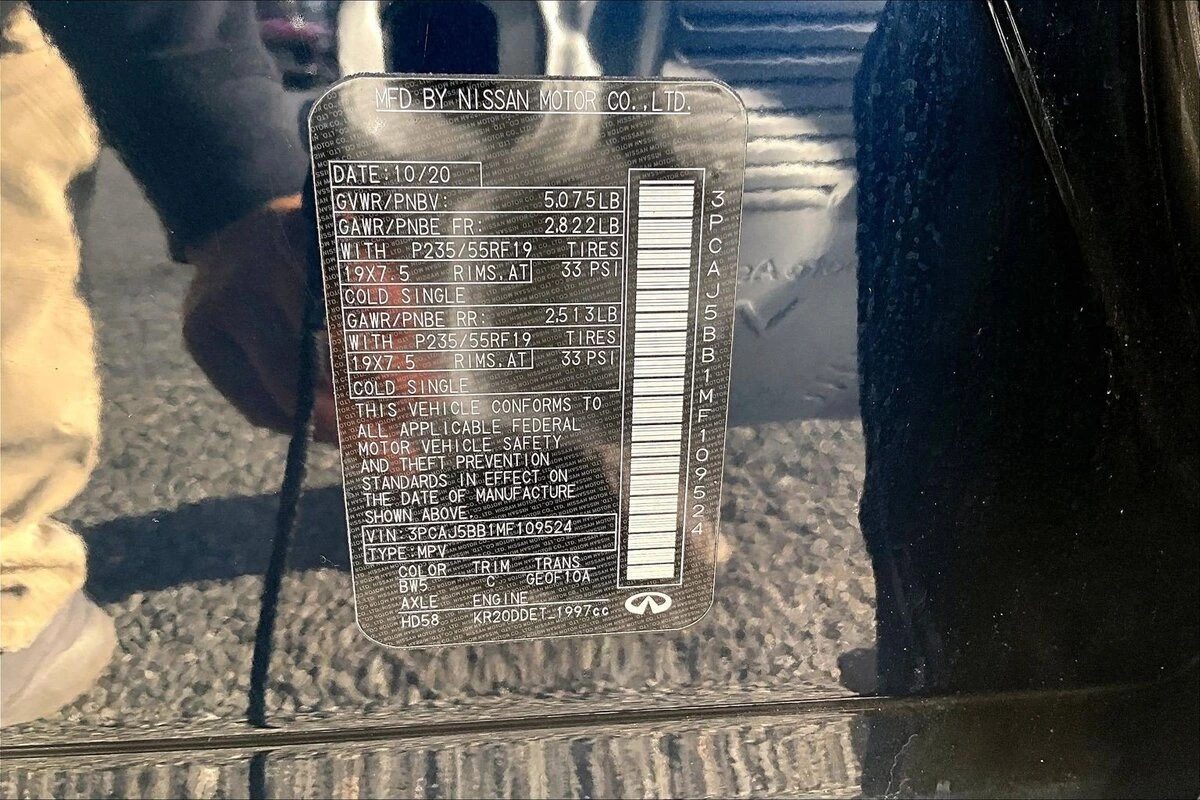 MFD BY NISSAN MOTOR CO.,LTD.
DATE:10/20
GVWR/PNBV: 5.075LB
GAWR/PNBE FR: 2.822LB
WITH P235/55RF19 TIRES
19X7.5 RIMS.AT 33 PSI
COLD SINGLE
GAWR/PNBE RR: 2.513LB
WITH P235/55RF19 TIRES
19X7.5 RIMS.AT 33 PSI
COLD SINGLE
THIS VEHICLE CONFORMS TO
ALL APPLICABLE FEDERAL
MOTOR VEHICLE SAFETY
AND THEFT PREVENTION
STANDARDS IN EFFECT ON
THE DATE OF MANUFACTURE
SHOWN ABOVE
VIN:3PCAJ5BB1MF109524
TYPE:MPV
COLOR TRIM TRANS
BW5 C GEOF10A
AXLE ENGINE
HD58 KR20DDET_1997cc
3PCAJ5BB1MF109524